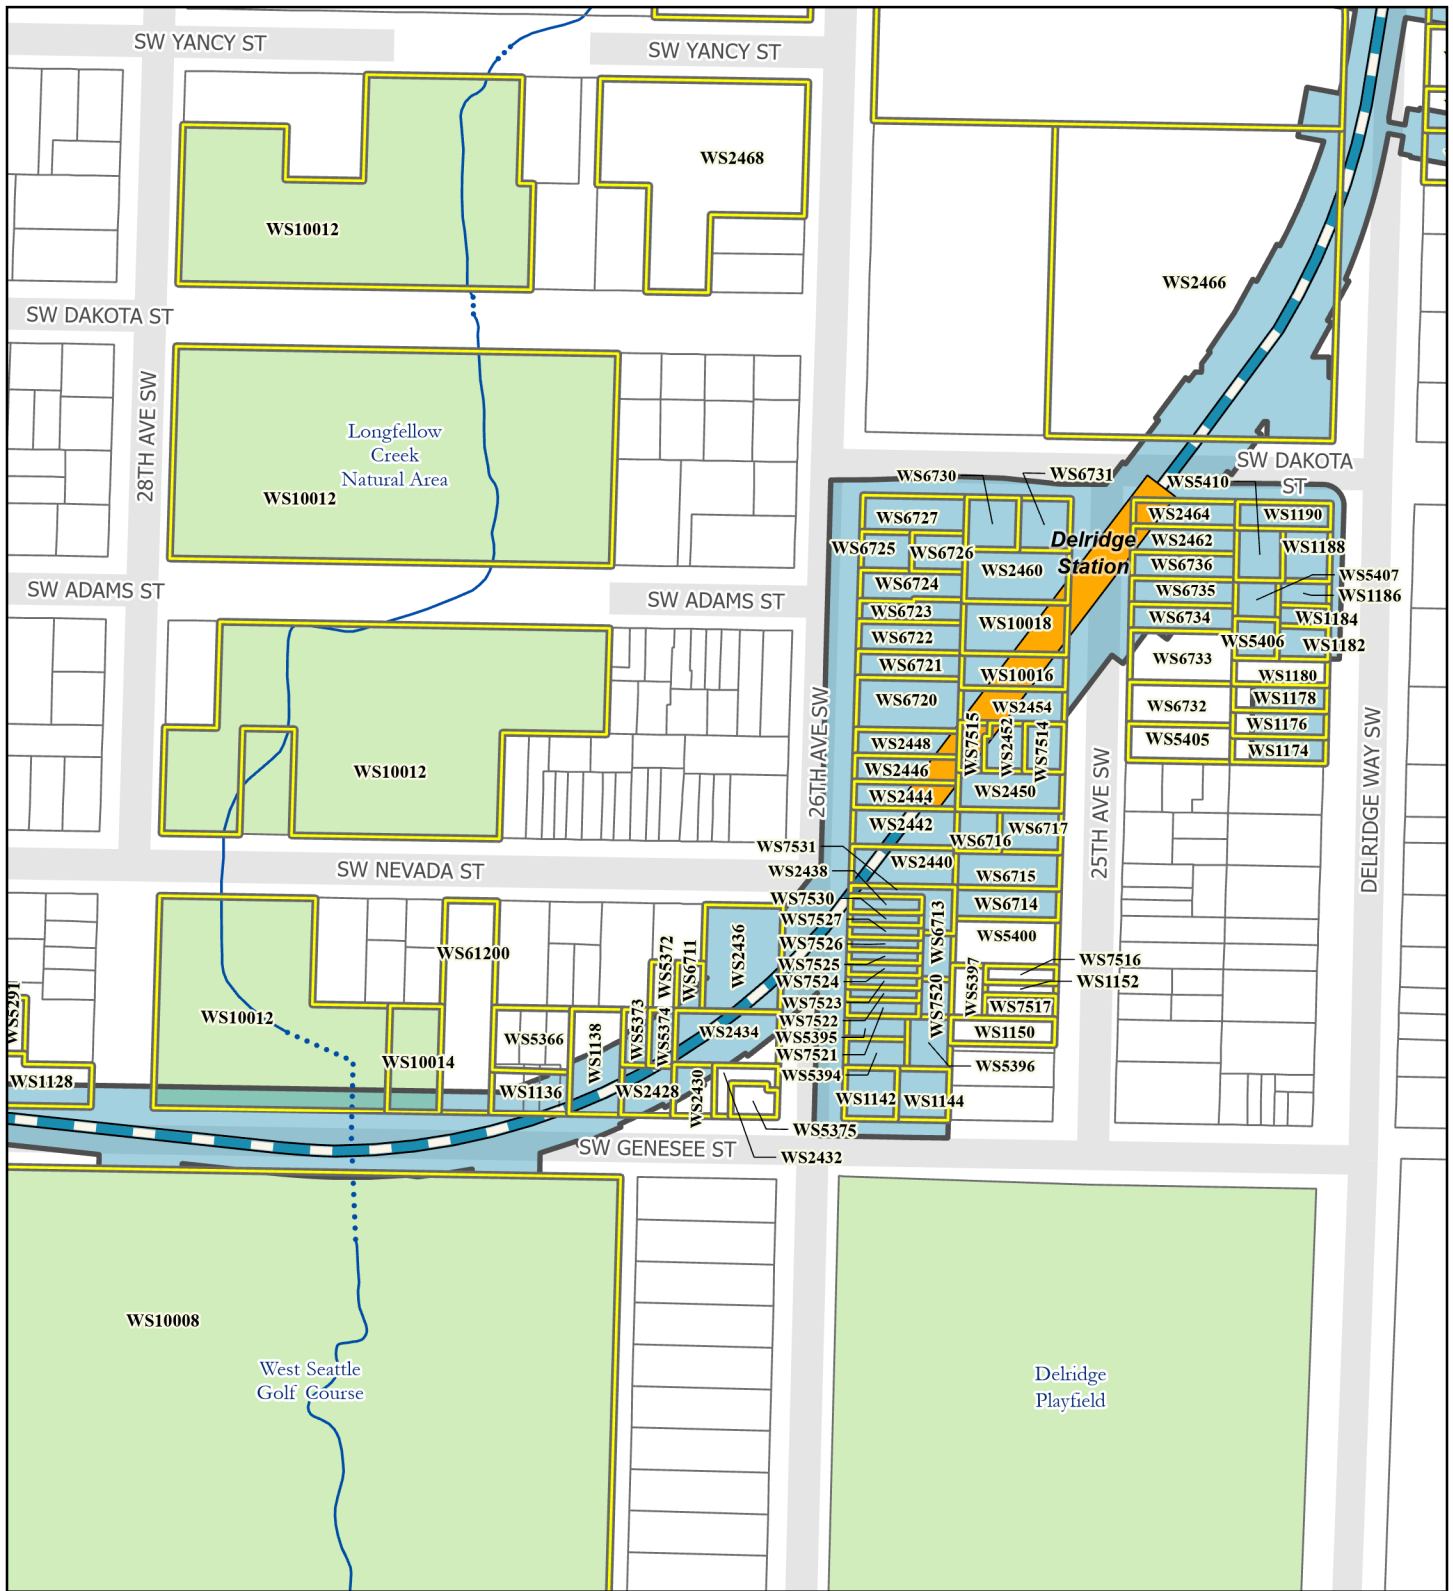 SW YANCY ST
SW YANCY ST
WS2468
WS10012
WS2466
SW DAKOTA ST
28TH AVE SW
Longfellow
Creek
Natural Area
WS10012
SW DAKOTA
ST
WS6730
WS6731
WS5410
WS6727
WS2464
WS1190
WS6725
WS6726
Delridge
Station
WS2462
WS1188
WS2460
WS6736
WS5407
WS6724
WS6735
WS1186
SW ADAMS ST
SW ADAMS ST
WS6723
WS10018
WS6734
WS1184
WS6722
WS5406
WS1182
WS6721
WS6733
WS10016
WS1180
WS6720
WS2454
WS6732
WS1178
26TH AVE SW
WS7515
WS2452
WS7514
WS1176
WS2448
WS5405
WS1174
WS10012
WS2446
WS2444
WS2450
25TH AVE SW
DELRIDGE WAY SW
WS2442
WS6716
WS6717
WS7531
WS2440
SW NEVADA ST
WS2438
WS6715
WS7530
WS6714
WS7527
WS6713
WS5400
WS7526
WS2436
WS61200
WS5372
WS6711
WS7525
WS7516
WS7524
WS5397
WS1152
WS5291
WS7523
WS7520
WS7517
WS10012
WS5373
WS5374
WS7522
WS2434
WS5366
WS1138
WS5395
WS1150
WS10014
WS7521
WS5396
WS5394
WS1128
WS1136
WS2428
WS2430
WS1142
WS1144
WS5375
SW GENESEE ST
WS2432
WS10008
West Seattle
Golf Course
Delridge
Playfield